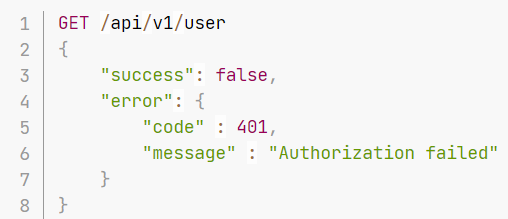 1 GET /api/v1/user
2 {
3     "success": false,
4     "error": {
5         "code" : 401,
6         "message" : "Authorization failed"
7     }
8 }